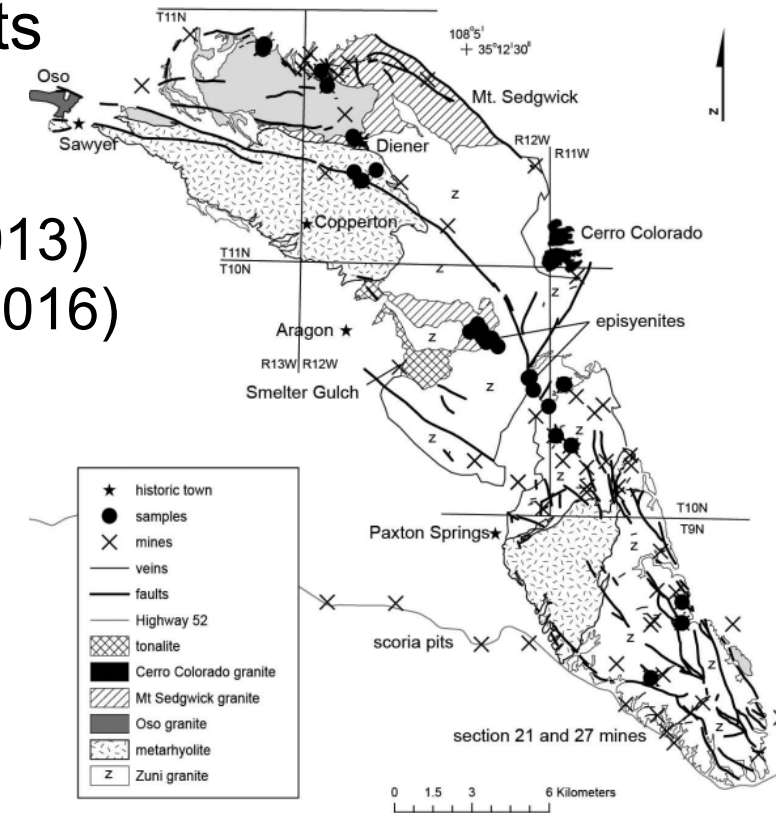 ts
013)
016)
T11N
108°5'
+ 35°12'30"
Oso
Mt. Sedgwick
z
Sawyer
Diener
R12W
R11W
z
Copperton
Cerro Colorado
T11N
T10N
z
z
Aragon
z
episyenites
R13W R12W
z
Smelter Gulch
z
z
z
historic town
samples
mines
veins
faults
Highway 52
tonalite
Cerro Colorado granite
Mt Sedgwick granite
Oso granite
metarhyolite
z Zuni granite
T10N
T9N
Paxton Springs
z
z
scoria pits
z
z
section 21 and 27 mines
0 1.5 3 6 Kilometers